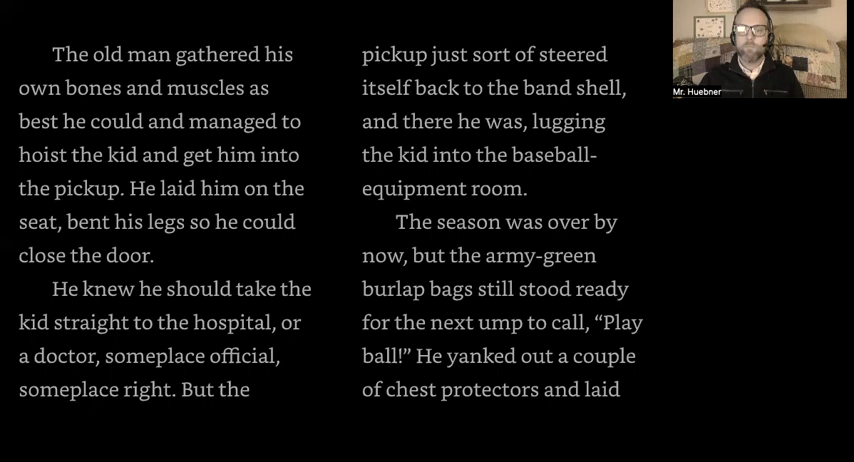 The old man gathered his
own bones and muscles as
best he could and managed to
hoist the kid and get him into
the pickup. He laid him on the
seat, bent his legs so he could
close the door.
He knew he should take the
kid straight to the hospital, or
a doctor, someplace official,
someplace right. But the
pickup just sort of steered
itself back to the band shell,
and there he was, lugging
the kid into the baseball-
equipment room.
The season was over by
now, but the army-green
burlap bags still stood ready
for the next ump to call, “Play
ball!” He yanked out a couple
of chest protectors and laid
Mr. Huebner